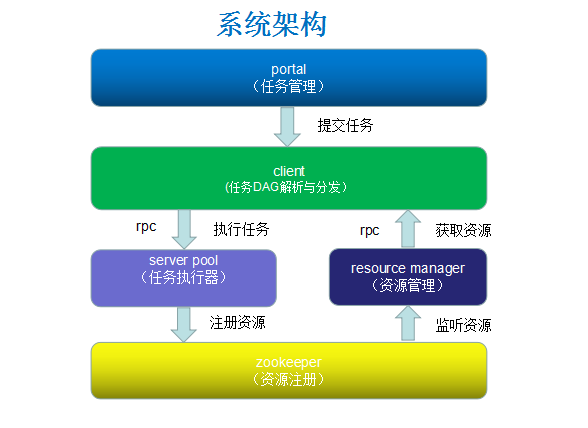 系统架构
portal
（任务管理）
提交任务
client
(任务DAG解析与分发）
rpc
执行任务
rpc
获取资源
server pool
（任务执行器）
resource manager
（资源管理）
注册资源
监听资源
zookeeper
（资源注册）